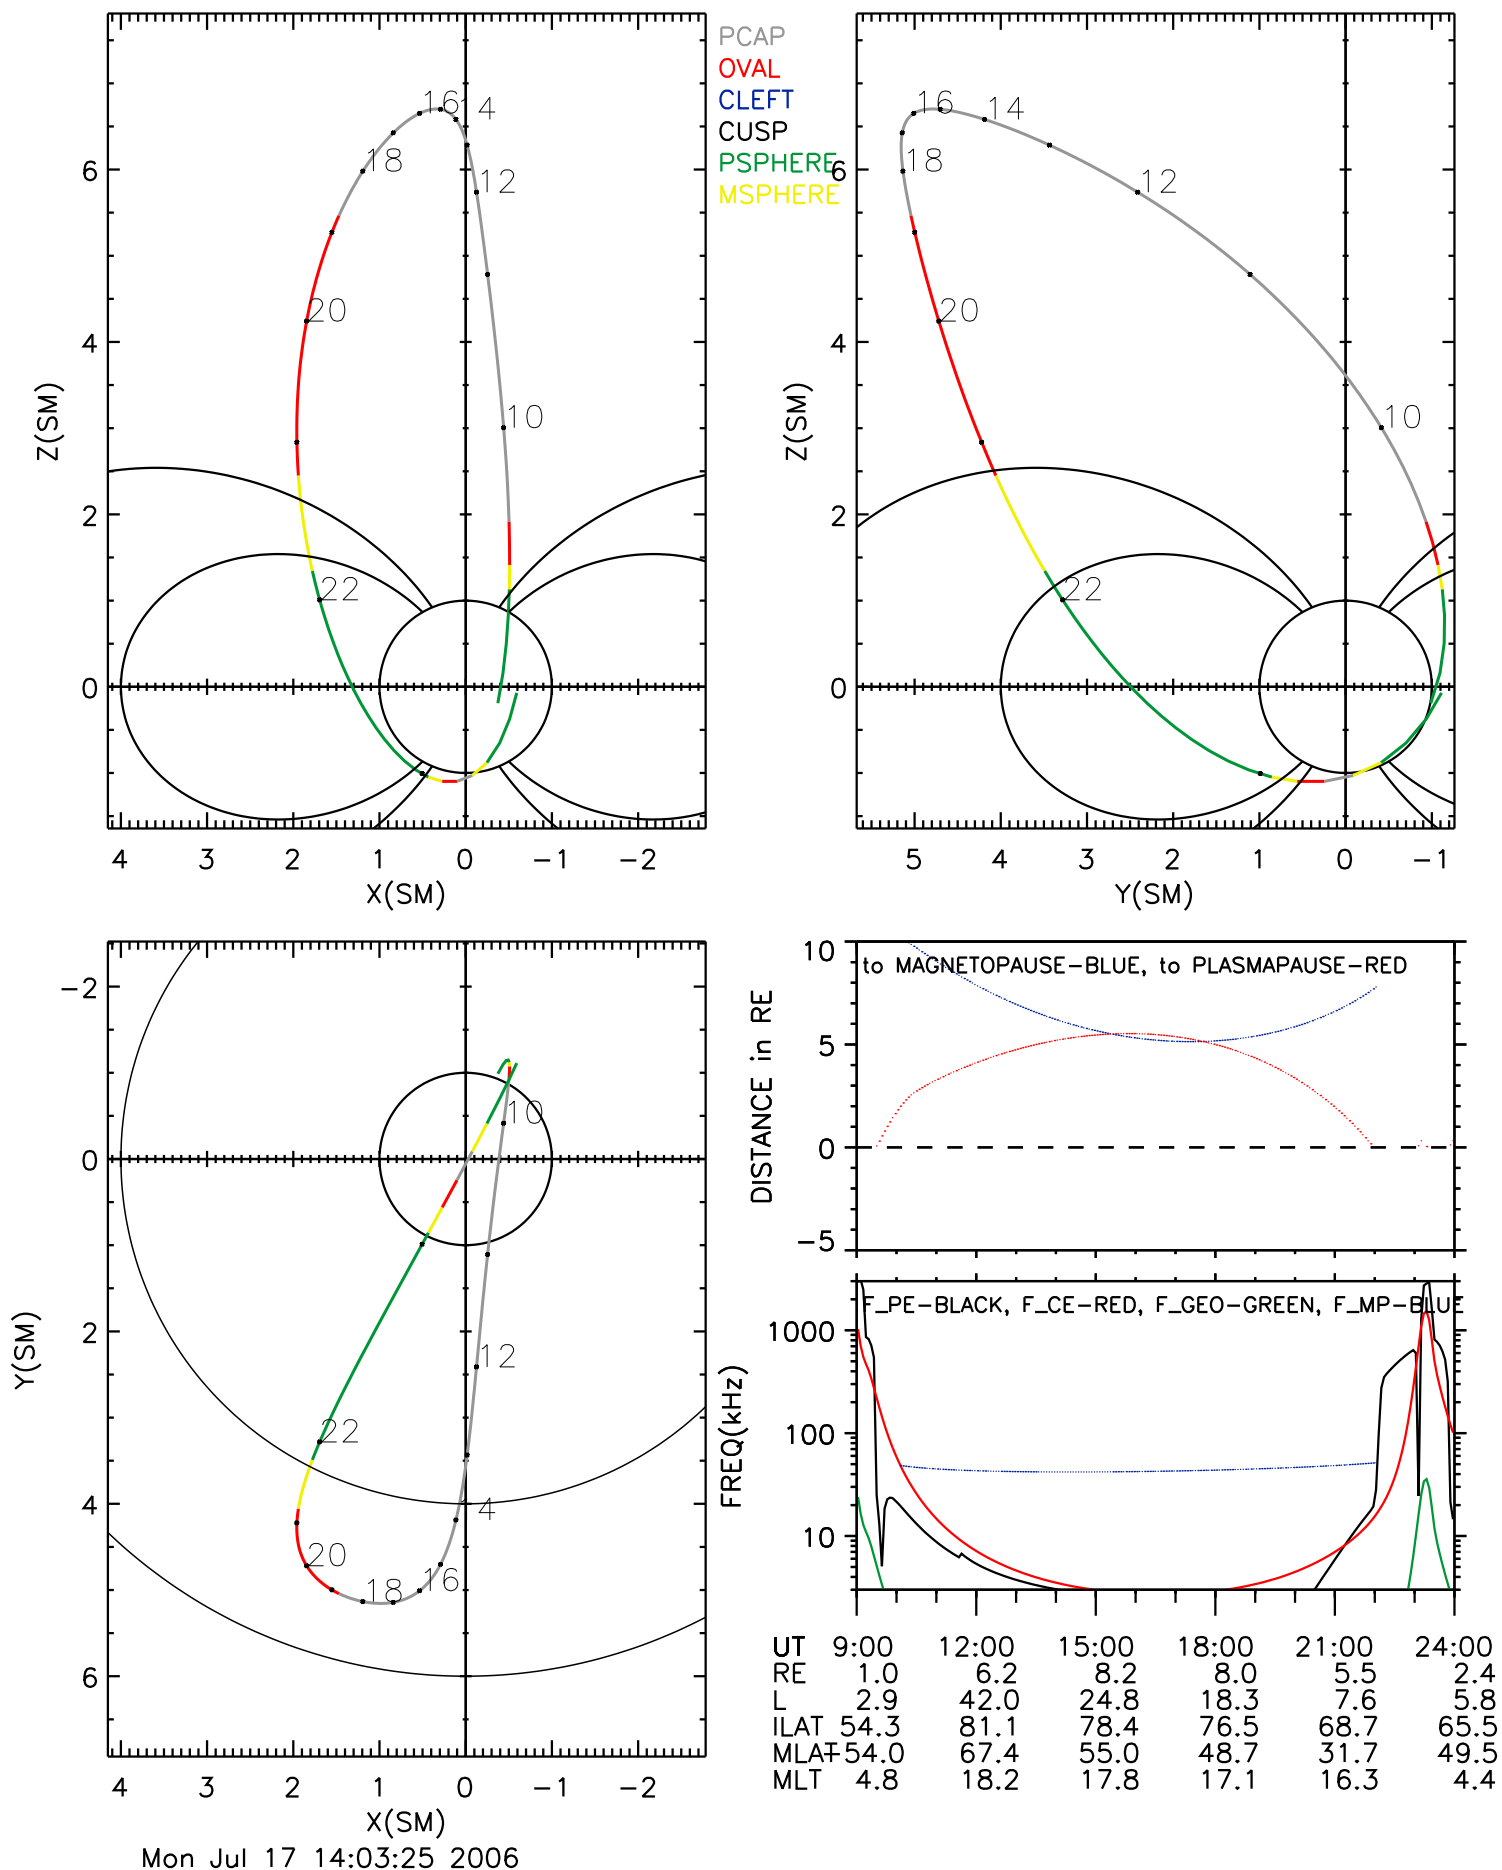 PCAP
OVAL
CLEFT
CUSP
PSPHERE
MSPHERE
16 14
18
12
20
10
22
6
4
2
0
Z(SM)
4 3 2 1 0 -1 -2
X(SM)
16 14
18
12
20
10
22
6
4
2
0
Z(SM)
5 4 3 2 1 0 -1
Y(SM)
-2
0
2
4
6
Y(SM)
10
12
22
4
20
18
16
4 3 2 1 0 -1 -2
X(SM)
to MAGNETOPAUSE-BLUE, to PLASMAPAUSE-RED
10
5
0
-5
DISTANCE in RE
F_PE-BLACK, F_CE-RED, F_GEO-GREEN, F_MP-BLUE
1000
100
10
FREQ(kHz)
UT 9:00 12:00 15:00 18:00 21:00 24:00
RE 1.0 6.2 8.2 8.0 5.5 2.4
L 2.9 42.0 24.8 18.3 7.6 5.8
ILAT 54.3 81.1 78.4 76.5 68.7 65.5
MLAT-54.0 67.4 55.0 48.7 31.7 49.5
MLT 4.8 18.2 17.8 17.1 16.3 4.4
Mon Jul 17 14:03:25 2006